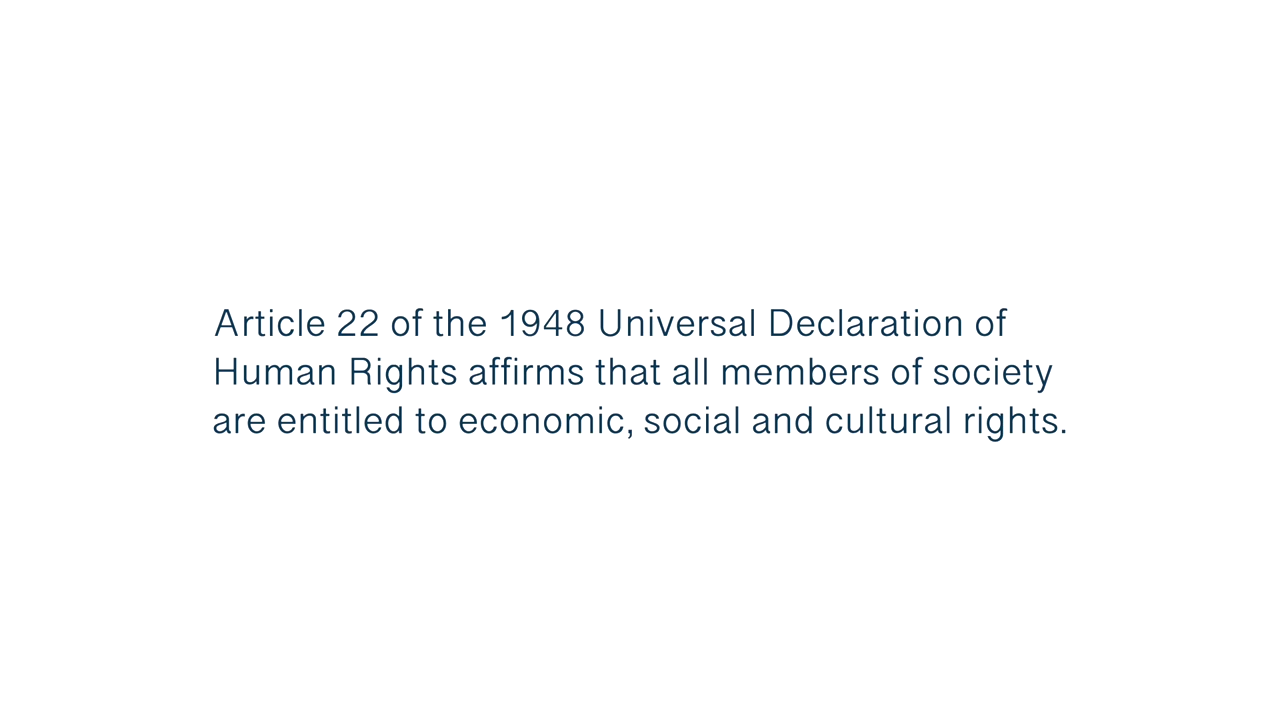 Article 22 of the 1948 Universal Declaration of
Human Rights affirms that all members of society
are entitled to economic, social and cultural rights.